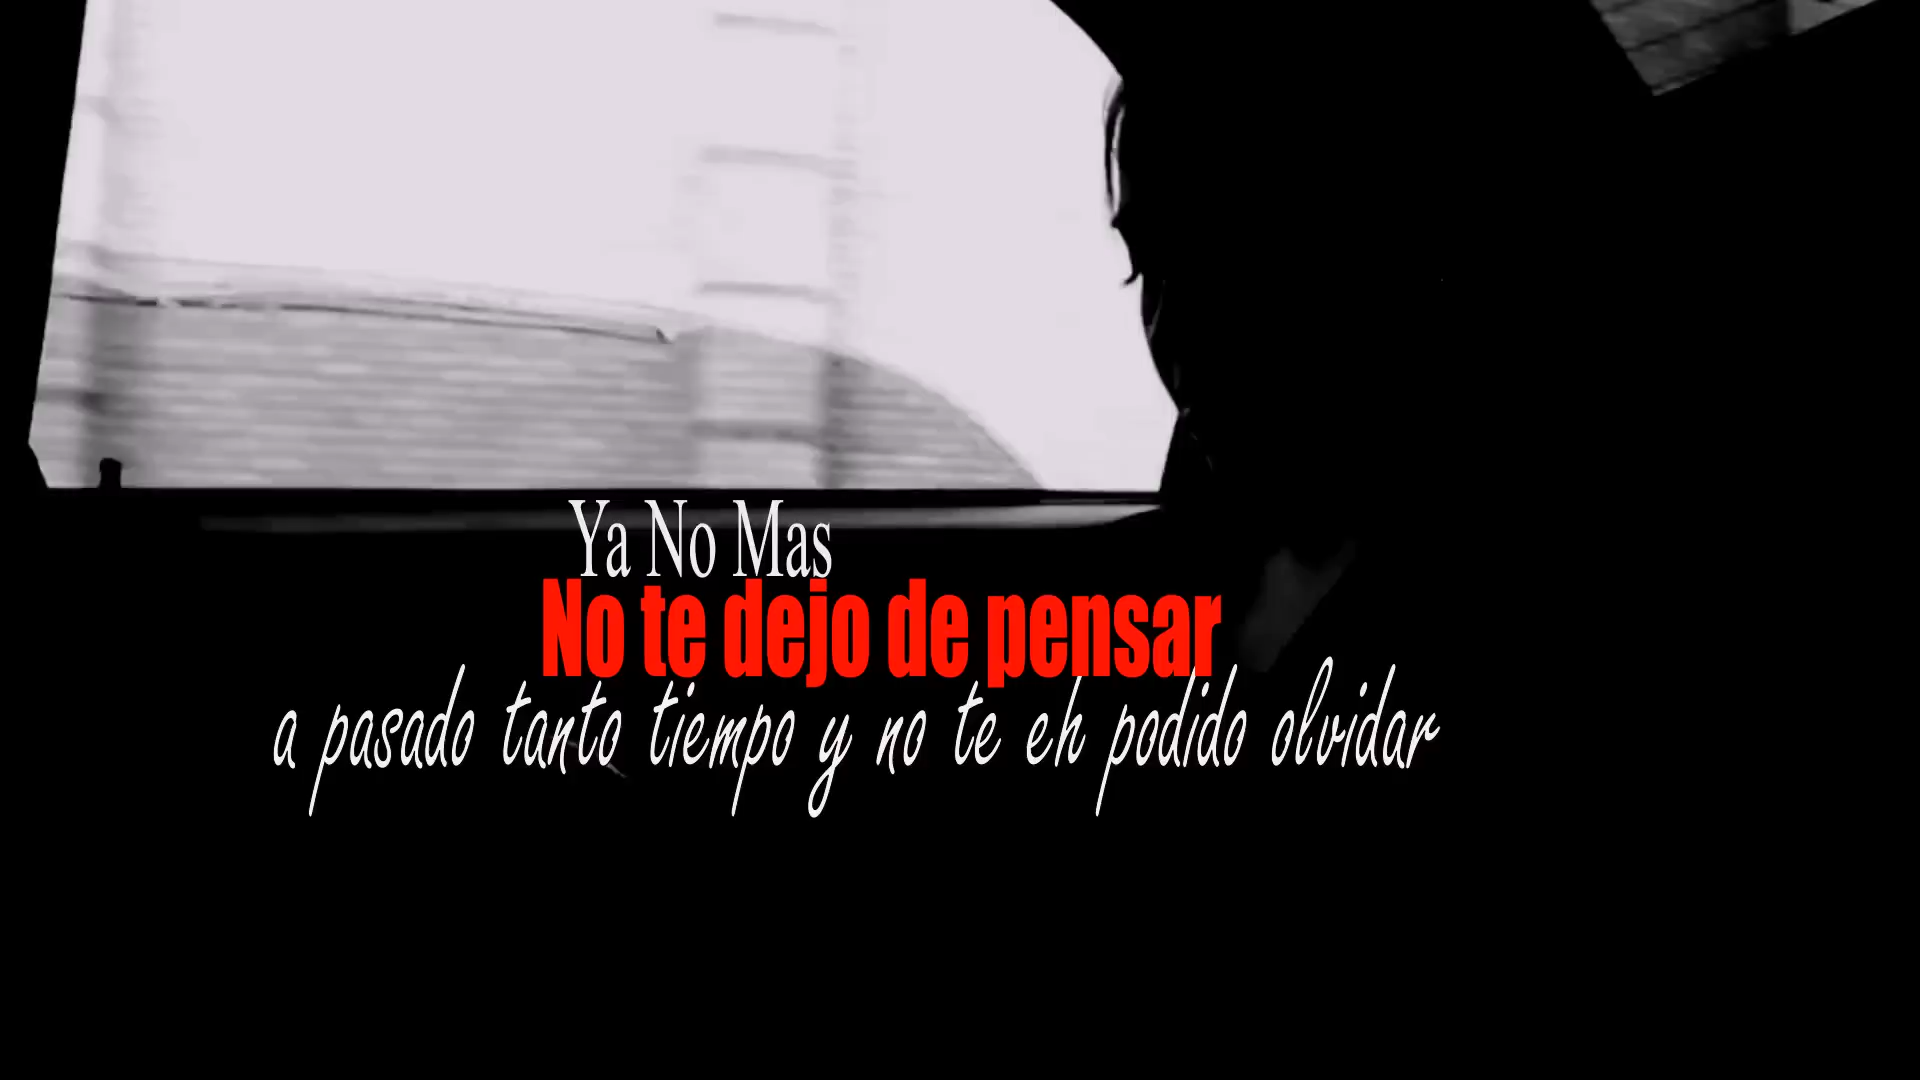 Ya No Mas
No te dejo de pensar
a pasado tanto tiempo y no te eh podido olvidar